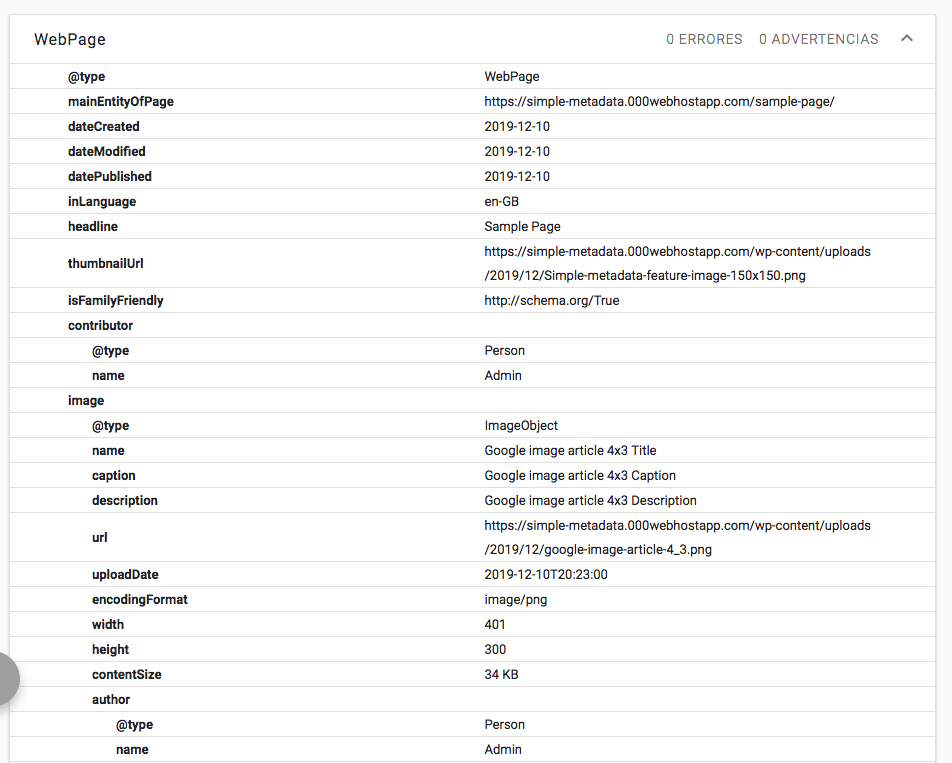 WebPage 0 ERRORES 0 ADVERTENCIAS
@type WebPage
mainEntityOfPage https://simple-metadata.000webhostapp.com/sample-page/
dateCreated 2019-12-10
dateModified 2019-12-10
datePublished 2019-12-10
inLanguage en-GB
headline Sample Page
thumbnailUrl https://simple-metadata.000webhostapp.com/wp-content/uploads
/2019/12/Simple-metadata-feature-image-150x150.png
isFamilyFriendly http://schema.org/True
contributor
@type Person
name Admin
image
@type ImageObject
name Google image article 4x3 Title
caption Google image article 4x3 Caption
description Google image article 4x3 Description
url https://simple-metadata.000webhostapp.com/wp-content/uploads
/2019/12/google-image-article-4_3.png
uploadDate 2019-12-10T20:23:00
encodingFormat image/png
width 401
height 300
contentSize 34 KB
author
@type Person
name Admin